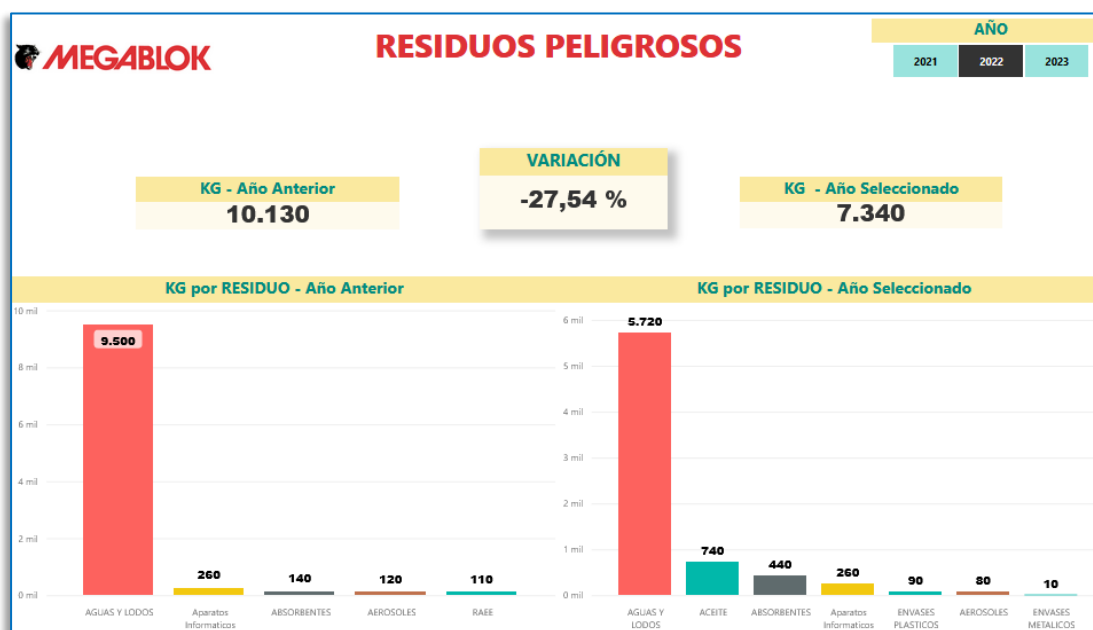 MEGABLOK
RESIDUOS PELIGROSOS
AÑO
2021 2022 2023
VARIACIÓN
-27,54 %
KG - Año Anterior
10.130
KG - Año Seleccionado
7.340
KG por RESIDUO - Año Anterior
10 mil
8 mil
6 mil
4 mil
2 mil
0 mil
9.500
260
140
120
110
AGUAS Y LODOS
Aparatos
Informaticos
ABSORBENTES
AEROSOLES
RAEE
KG por RESIDUO - Año Seleccionado
6 mil
5 mil
4 mil
3 mil
2 mil
1 mil
0 mil
5.720
740
440
260
90
80
10
AGUAS Y
LODOS
ACEITE
ABSORBENTES
Aparatos
Informaticos
ENVASES
PLASTICOS
AEROSOLES
ENVASES
METALICOS